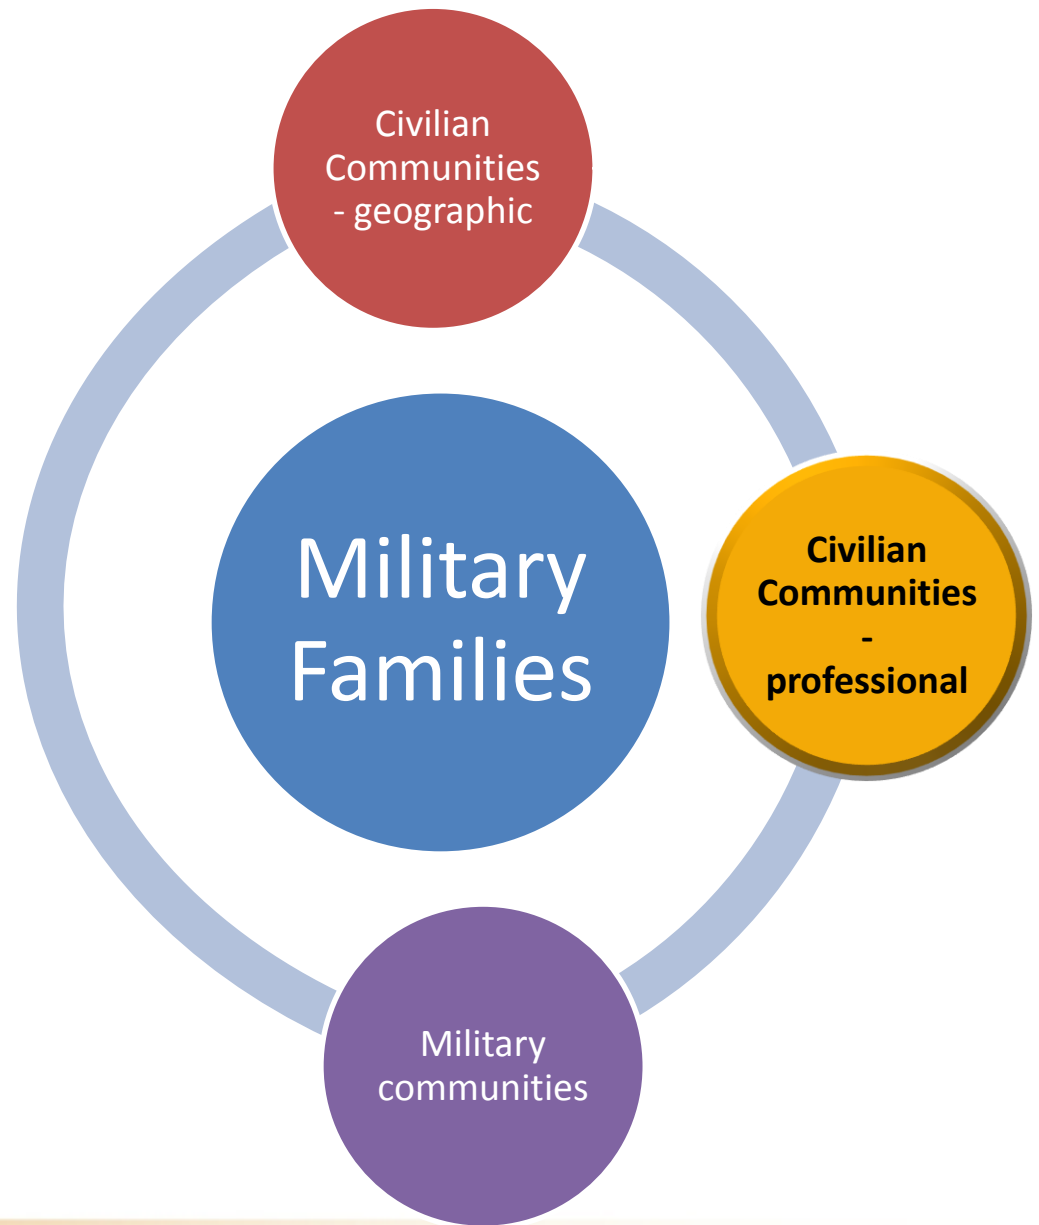 Civilian
Communities
- geographic
Military
Families
Civilian
Communities
-
professional
Military
communities